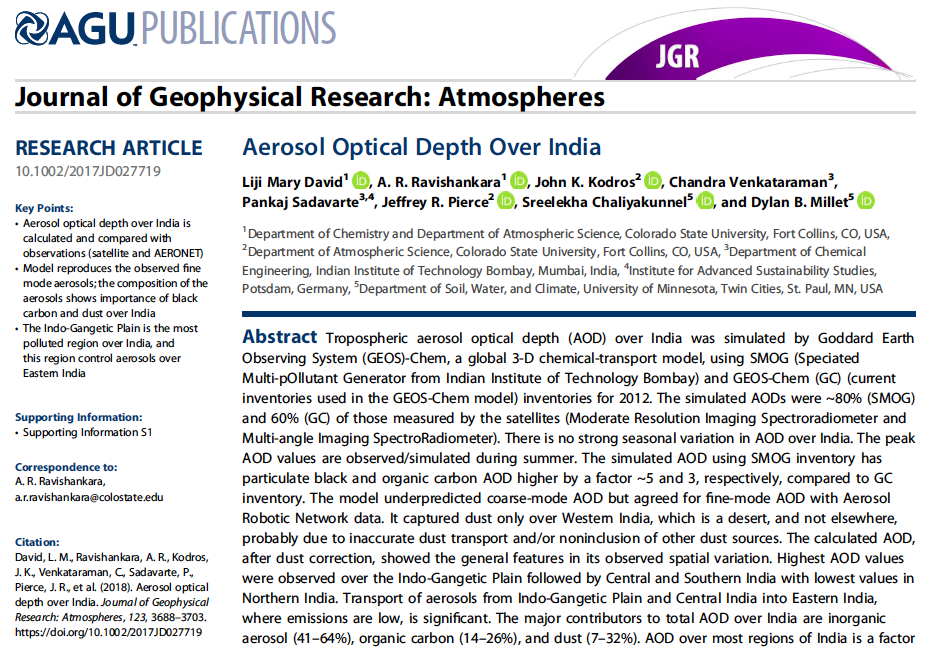 AGU PUBLICATIONS
JGR
Journal of Geophysical Research: Atmospheres
RESEARCH ARTICLE
10.1002/2017JD027719
Key Points:
• Aerosol optical depth over India is
calculated and compared with
observations (satellite and AERONET)
• Model reproduces the observed fine
mode aerosols; the composition of the
aerosols shows importance of black
carbon and dust over India
• The Indo-Gangetic Plain is the most
polluted region over India, and
this region control aerosols over
Eastern India
Supporting Information:
• Supporting Information S1
Correspondence to:
A. R. Ravishankara,
a.r.ravishankara@colostate.edu
Citation:
David, L. M., Ravishankara, A. R., Kodros,
J. K., Venkataraman, C., Sadavarte, P.,
Pierce, J. R., et al. (2018). Aerosol optical
depth over India. Journal of Geophysical
Research: Atmospheres, 123, 3688–3703.
https://doi.org/10.1002/2017JD027719
Aerosol Optical Depth Over India
Liji Mary David1 iD, A. R. Ravishankara1 iD, John K. Kodros2 iD, Chandra Venkataraman3,
Pankaj Sadavarte3,4, Jeffrey R. Pierce2 iD, Sreelekha Chaliyakunnel5 iD, and Dylan B. Millet5 iD
1Department of Chemistry and Department of Atmospheric Science, Colorado State University, Fort Collins, CO, USA,
2Department of Atmospheric Science, Colorado State University, Fort Collins, CO, USA, 3Department of Chemical
Engineering, Indian Institute of Technology Bombay, Mumbai, India, 4Institute for Advanced Sustainability Studies,
Potsdam, Germany, 5Department of Soil, Water, and Climate, University of Minnesota, Twin Cities, St. Paul, MN, USA
Abstract Tropospheric aerosol optical depth (AOD) over India was simulated by Goddard Earth
Observing System (GEOS)-Chem, a global 3-D chemical-transport model, using SMOG (Speciated
Multi-pOllutant Generator from Indian Institute of Technology Bombay) and GEOS-Chem (GC) (current
inventories used in the GEOS-Chem model) inventories for 2012. The simulated AODs were ~80% (SMOG)
and 60% (GC) of those measured by the satellites (Moderate Resolution Imaging Spectroradiometer and
Multi-angle Imaging SpectroRadiometer). There is no strong seasonal variation in AOD over India. The peak
AOD values are observed/simulated during summer. The simulated AOD using SMOG inventory has
particulate black and organic carbon AOD higher by a factor ~5 and 3, respectively, compared to GC
inventory. The model underpredicted coarse-mode AOD but agreed for fine-mode AOD with Aerosol
Robotic Network data. It captured dust only over Western India, which is a desert, and not elsewhere,
probably due to inaccurate dust transport and/or noninclusion of other dust sources. The calculated AOD,
after dust correction, showed the general features in its observed spatial variation. Highest AOD values
were observed over the Indo-Gangetic Plain followed by Central and Southern India with lowest values in
Northern India. Transport of aerosols from Indo-Gangetic Plain and Central India into Eastern India,
where emissions are low, is significant. The major contributors to total AOD over India are inorganic
aerosol (41–64%), organic carbon (14–26%), and dust (7–32%). AOD over most regions of India is a factor